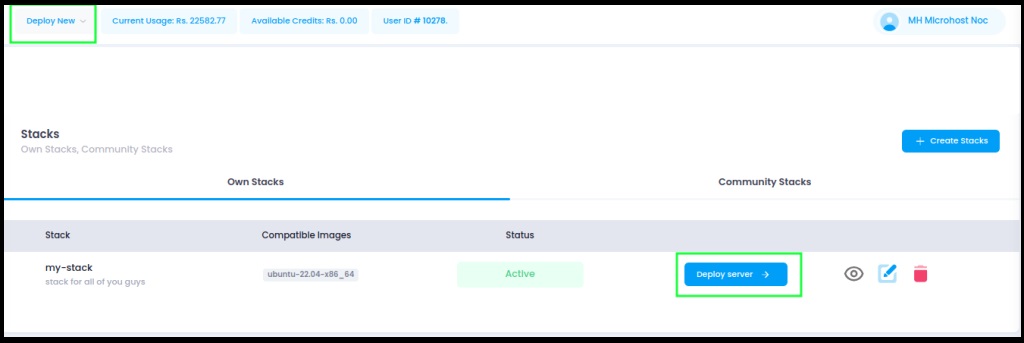 Deploy New
Current Usage: Rs. 22582.77
Available Credits: Rs. 0.00
User ID # 10278.
MH Microhost Noc
Stacks
Own Stacks, Community Stacks
+ Create Stacks
Own Stacks
Community Stacks
Stack
Compatible Images
Status
my-stack
stack for all of you guys
ubuntu-22.04-x86_64
Active
Deploy server →